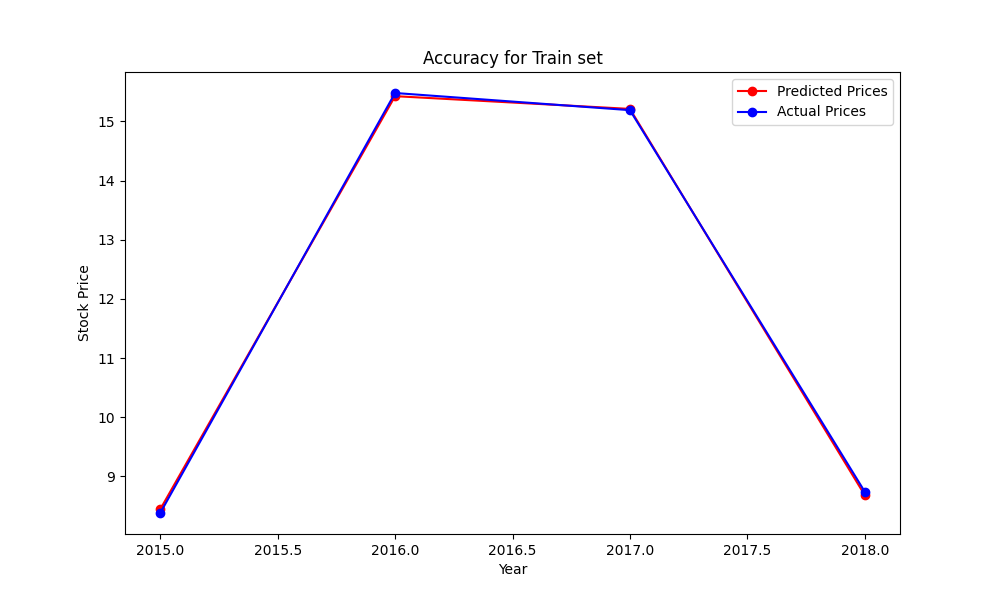 Accuracy for Train set
Predicted Prices
Actual Prices
Stock Price
15
14
13
12
11
10
9
2015.0 2015.5 2016.0 2016.5 2017.0 2017.5 2018.0
Year